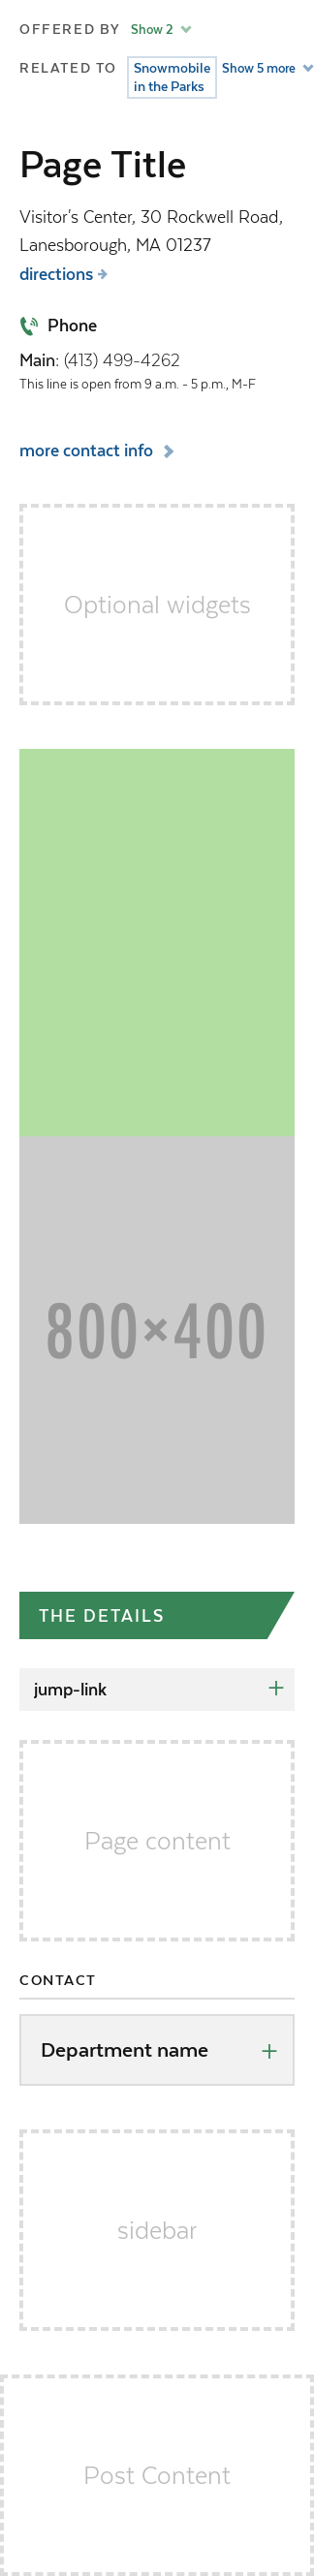 OFFERED BY Show 2
RELATED TO Snowmobile in the Parks Show 5 more
Page Title
Visitor's Center, 30 Rockwell Road,
Lanesborough, MA 01237
directions
Phone
Main: (413) 499-4262
This line is open from 9 a.m. - 5 p.m., M-F
more contact info
Optional widgets
800×400
THE DETAILS
jump-link +
Page content
CONTACT
Department name +
sidebar
Post Content